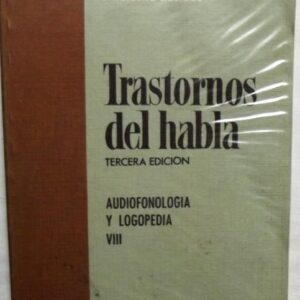 Trastornos
del habla
TERCERA EDICION
AUDIOFONOLOGIA
Y LOGOPEDIA
VIII